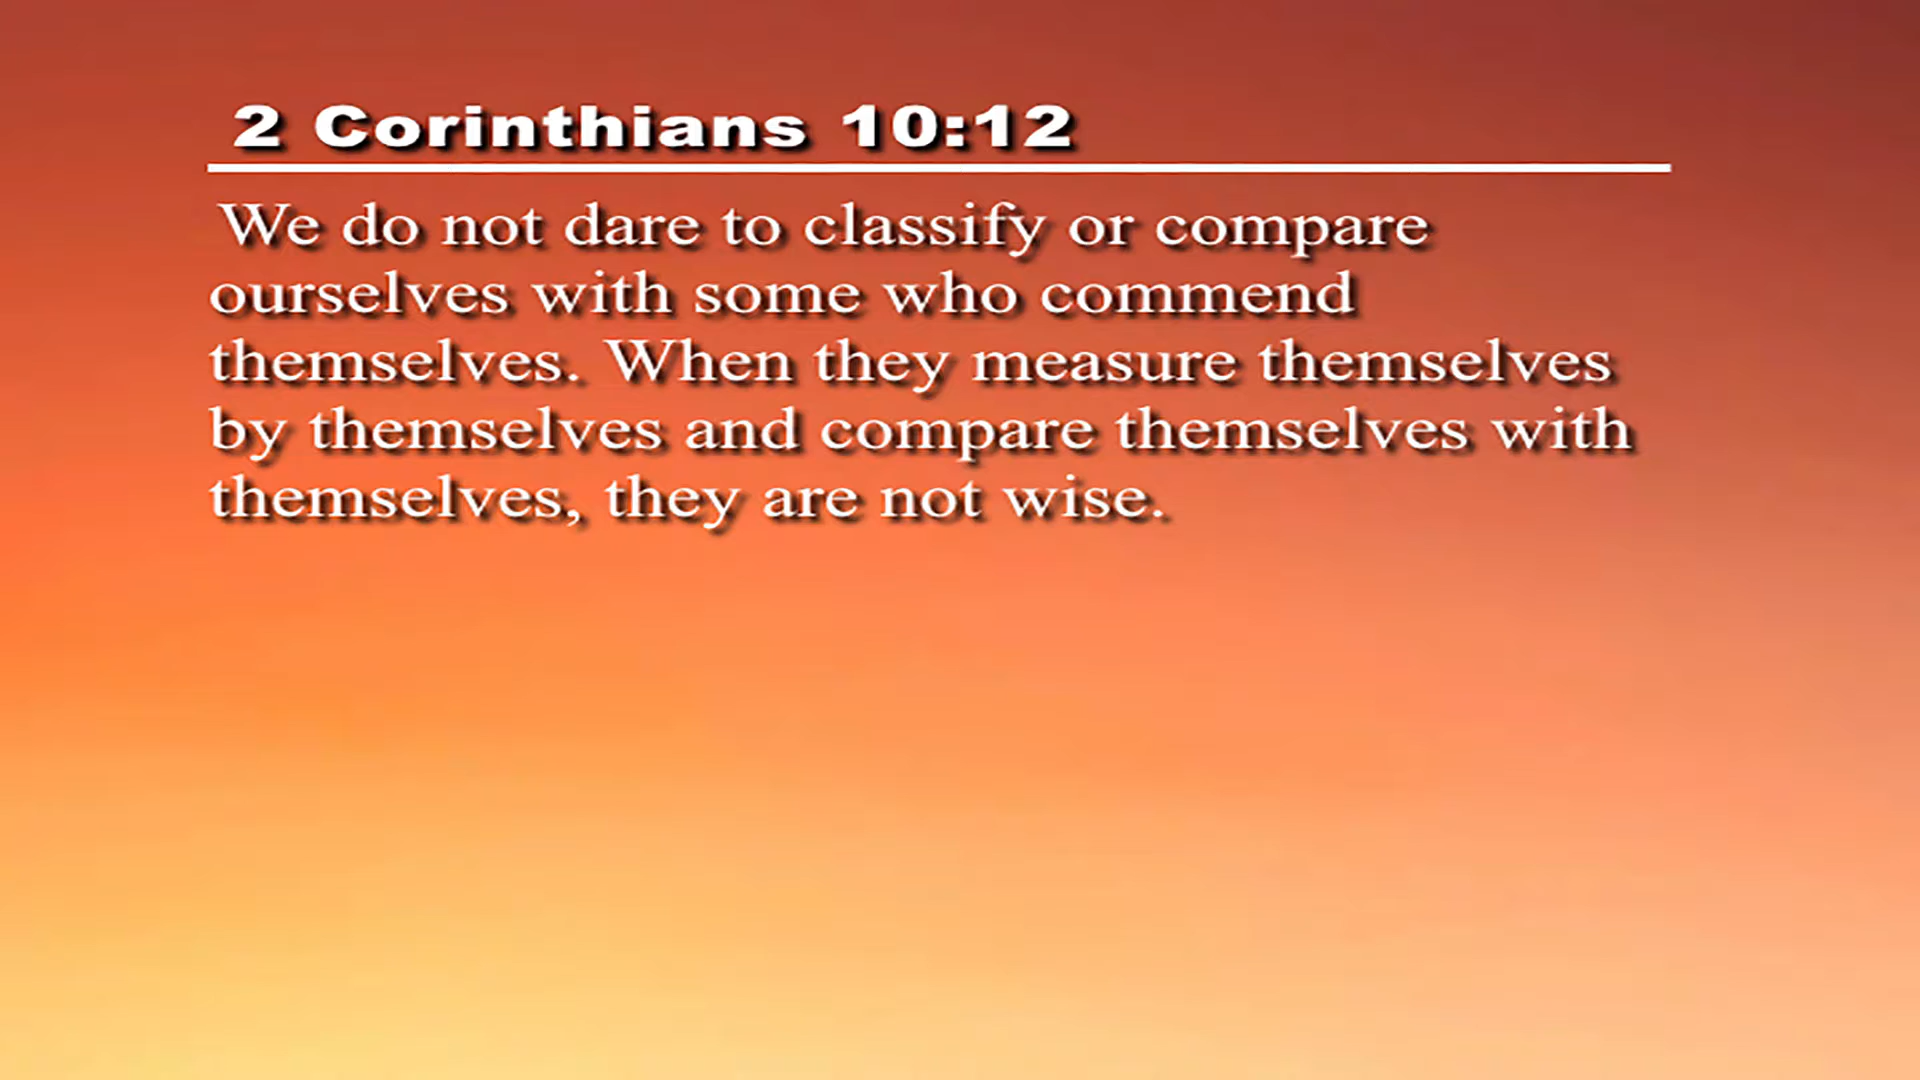 2 Corinthians 10:12
We do not dare to classify or compare
ourselves with some who commend
themselves. When they measure themselves
by themselves and compare themselves with
themselves, they are not wise.